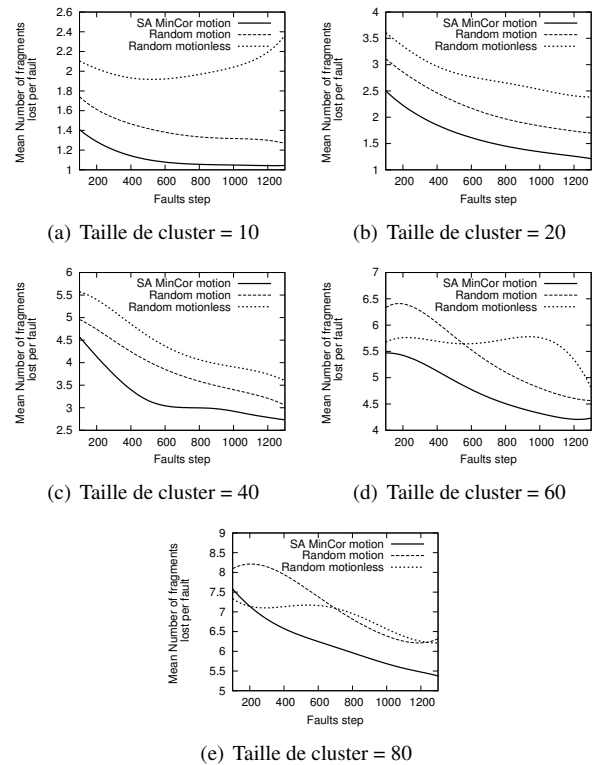 Mean Number of fragments
lost per fault
2.6
2.4
2.2
2
1.8
1.6
1.4
1.2
1
SA MinCor motion
Random motion
Random motionless
200 400 600 800 1000 1200
Faults step
(a) Taille de cluster = 10
Mean Number of fragments
lost per fault
4
3.5
3
2.5
2
1.5
1
SA MinCor motion
Random motion
Random motionless
200 400 600 800 1000 1200
Faults step
(b) Taille de cluster = 20
Mean Number of fragments
lost per fault
6
5.5
5
4.5
4
3.5
3
2.5
SA MinCor motion
Random motion
Random motionless
200 400 600 800 1000 1200
Faults step
(c) Taille de cluster = 40
Mean Number of fragments
lost per fault
7
6.5
6
5.5
5
4.5
4
SA MinCor motion
Random motion
Random motionless
200 400 600 800 1000 1200
Faults step
(d) Taille de cluster = 60
Mean Number of fragments
lost per fault
9
8.5
8
7.5
7
6.5
6
5.5
5
SA MinCor motion
Random motion
Random motionless
200 400 600 800 1000 1200
Faults step
(e) Taille de cluster = 80